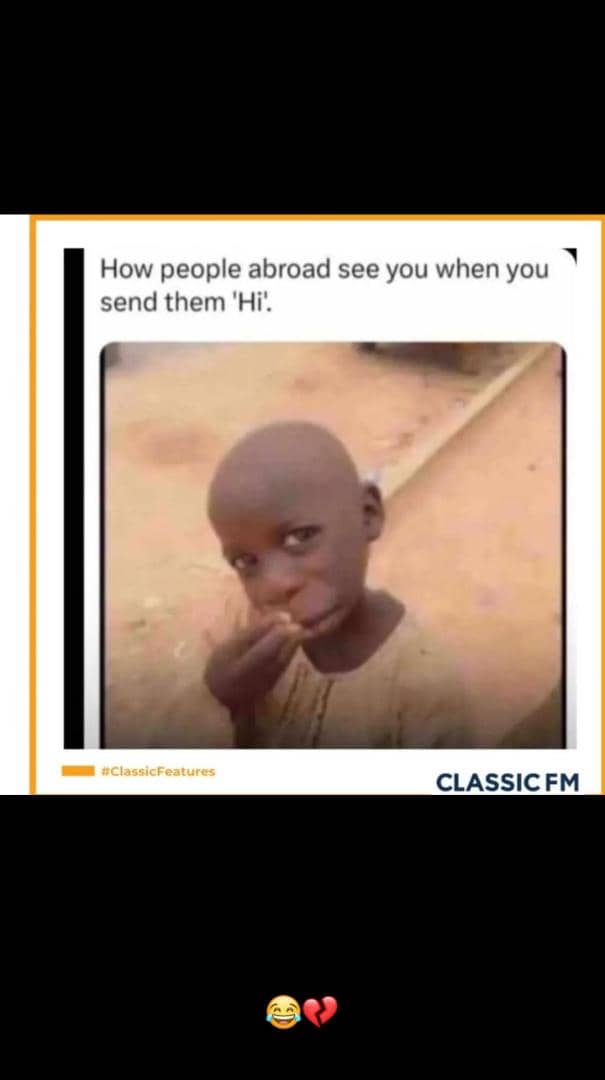 How people abroad see you when you
send them 'Hi'.
#ClassicFeatures
CLASSIC FM
😂💔